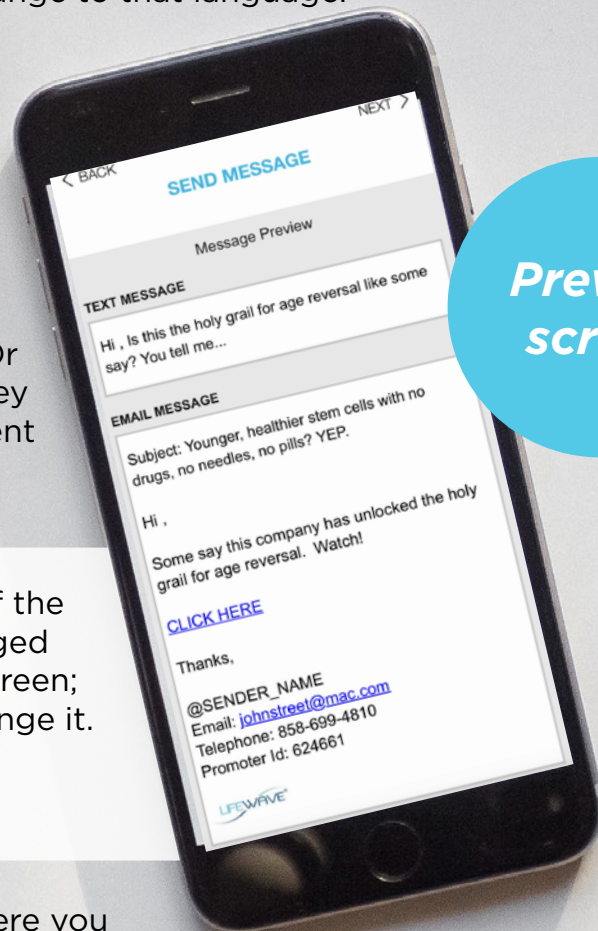 ange to that language.
< BACK
NEXT >
SEND MESSAGE
Message Preview
TEXT MESSAGE
Hi , Is this the holy grail for age reversal like some
say? You tell me...
EMAIL MESSAGE
Subject: Younger, healthier stem cells with no
drugs, no needles, no pills? YEP.
Hi ,
Some say this company has unlocked the holy
grail for age reversal.  Watch!
CLICK HERE
Thanks,
@SENDER_NAME
Email: johnstreet@mac.com
Telephone: 858-699-4810
Promoter Id: 624661
LIFEWAVE®
Prev
scr
Or
ey
ent
f the
ged
reen;
nge it.
ere you